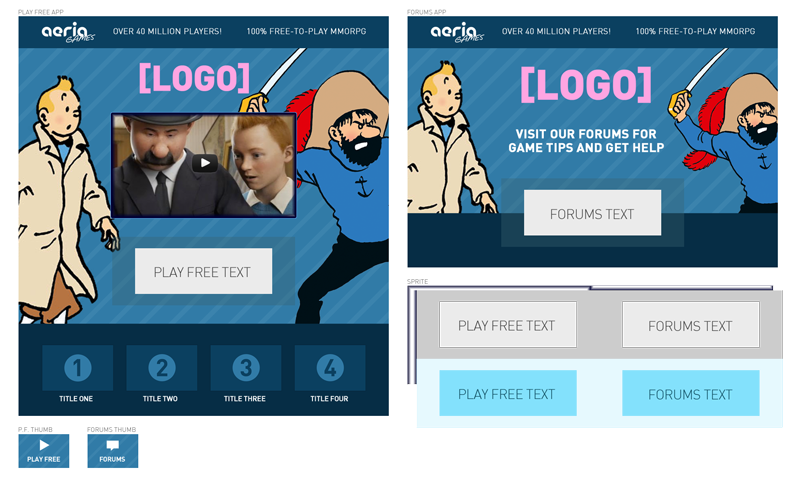 PLAY FREE APP
aeria GAMES
OVER 40 MILLION PLAYERS!
100% FREE-TO-PLAY MMORPG
[LOGO]
PLAY FREE TEXT
1
2
3
4
TITLE ONE
TITLE TWO
TITLE THREE
TITLE FOUR
P.F. THUMB
FORUMS THUMB
PLAY FREE
FORUMS
FORUMS APP
aeria GAMES
OVER 40 MILLION PLAYERS!
100% FREE-TO-PLAY MMORPG
[LOGO]
VISIT OUR FORUMS FOR
GAME TIPS AND GET HELP
FORUMS TEXT
SPRITE
PLAY FREE TEXT
FORUMS TEXT
PLAY FREE TEXT
FORUMS TEXT